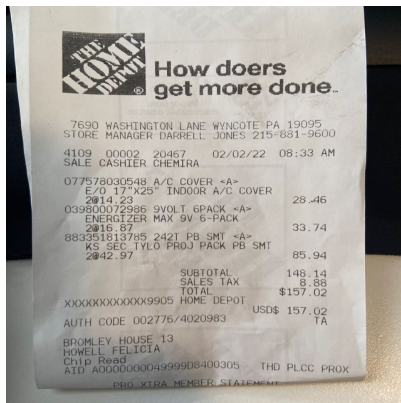 THE
HOME
DEPOT
How doers
get more done
7690 WASHINGTON LANE WYNCOTE PA 19095
STORE MANAGER DARRELL JONES 215-881-9600
4109 00002 20467 02/02/22 08:33 AM
SALE CASHIER CHEMIRA
077578030548 A/C COVER <A>
E/O 17"X25" INDOOR A/C COVER
2@14.23 28.46
039800072986 9VOLT 6PACK <A>
ENERGIZER MAX 9V 6-PACK
2@16.87 33.74
883351813785 242T PB SMT <A>
KS SEC TYLO PROJ PACK PB SMT
2@42.97 85.94
SUBTOTAL 148.14
SALES TAX 8.88
TOTAL $157.02
XXXXXXXXXXXX9905 HOME DEPOT
USD$ 157.02
AUTH CODE 002776/4020983 TA
BROMLEY HOUSE 13
HOWELL FELICIA
Chip Read
AID A0000000049999D8400305 THD PLCC PROX
PRO XTRA MEMBER STATEMENT